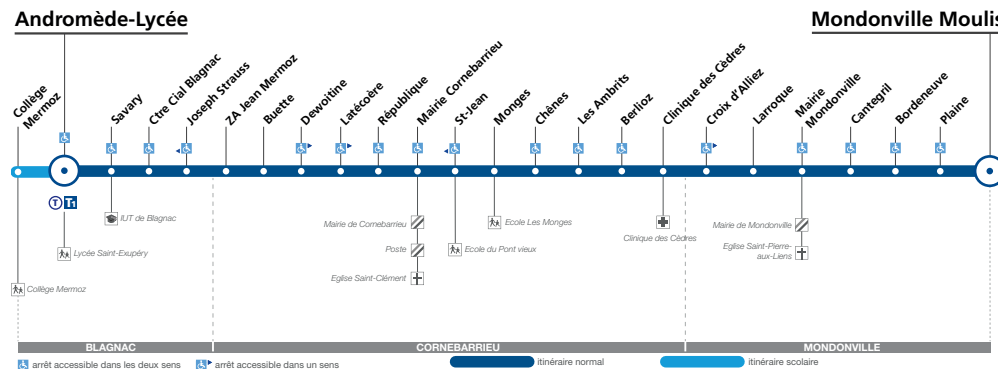 Andromède-Lycée
Mondonville Moulis
Collège
Mermoz
Savary
Ctre Cial Blagnac
Joseph Strauss
ZA Jean Mermoz
Buette
Dewoitine
Latécoère
République
Mairie Cornebarrieu
St-Jean
Monges
Chênes
Les Ambrits
Berlioz
Clinique des Cèdres
Croix d'Alliez
Larroque
Mairie
Mondonville
Cantegril
Bordeneuve
Plaine
T T1
IUT de Blagnac
Lycée Saint-Exupéry
Collège Mermoz
Mairie de Cornebarrieu
Poste
Eglise Saint-Clément
Ecole du Pont vieux
Ecole Les Monges
Clinique des Cèdres
Mairie de Mondonville
Eglise Saint-Pierre-
aux-Liens
BLAGNAC
CORNEBARRIEU
MONDONVILLE
arrêt accessible dans les deux sens
arrêt accessible dans un sens
itinéraire normal
itinéraire scolaire